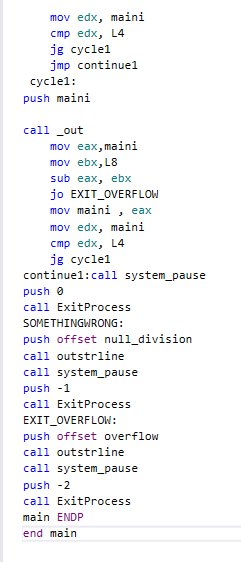 mov edx, maini
cmp edx, L4
jg cycle1
jmp continue1
cycle1:
push maini
call _out
mov eax,maini
mov ebx,L8
sub eax, ebx
jo EXIT_OVERFLOW
mov maini , eax
mov edx, maini
cmp edx, L4
jg cycle1
continue1:call system_pause
push 0
call ExitProcess
SOMETHINGWRONG:
push offset null_division
call outstrline
call system_pause
push -1
call ExitProcess
EXIT_OVERFLOW:
push offset overflow
call outstrline
call system_pause
push -2
call ExitProcess
main ENDP
end main